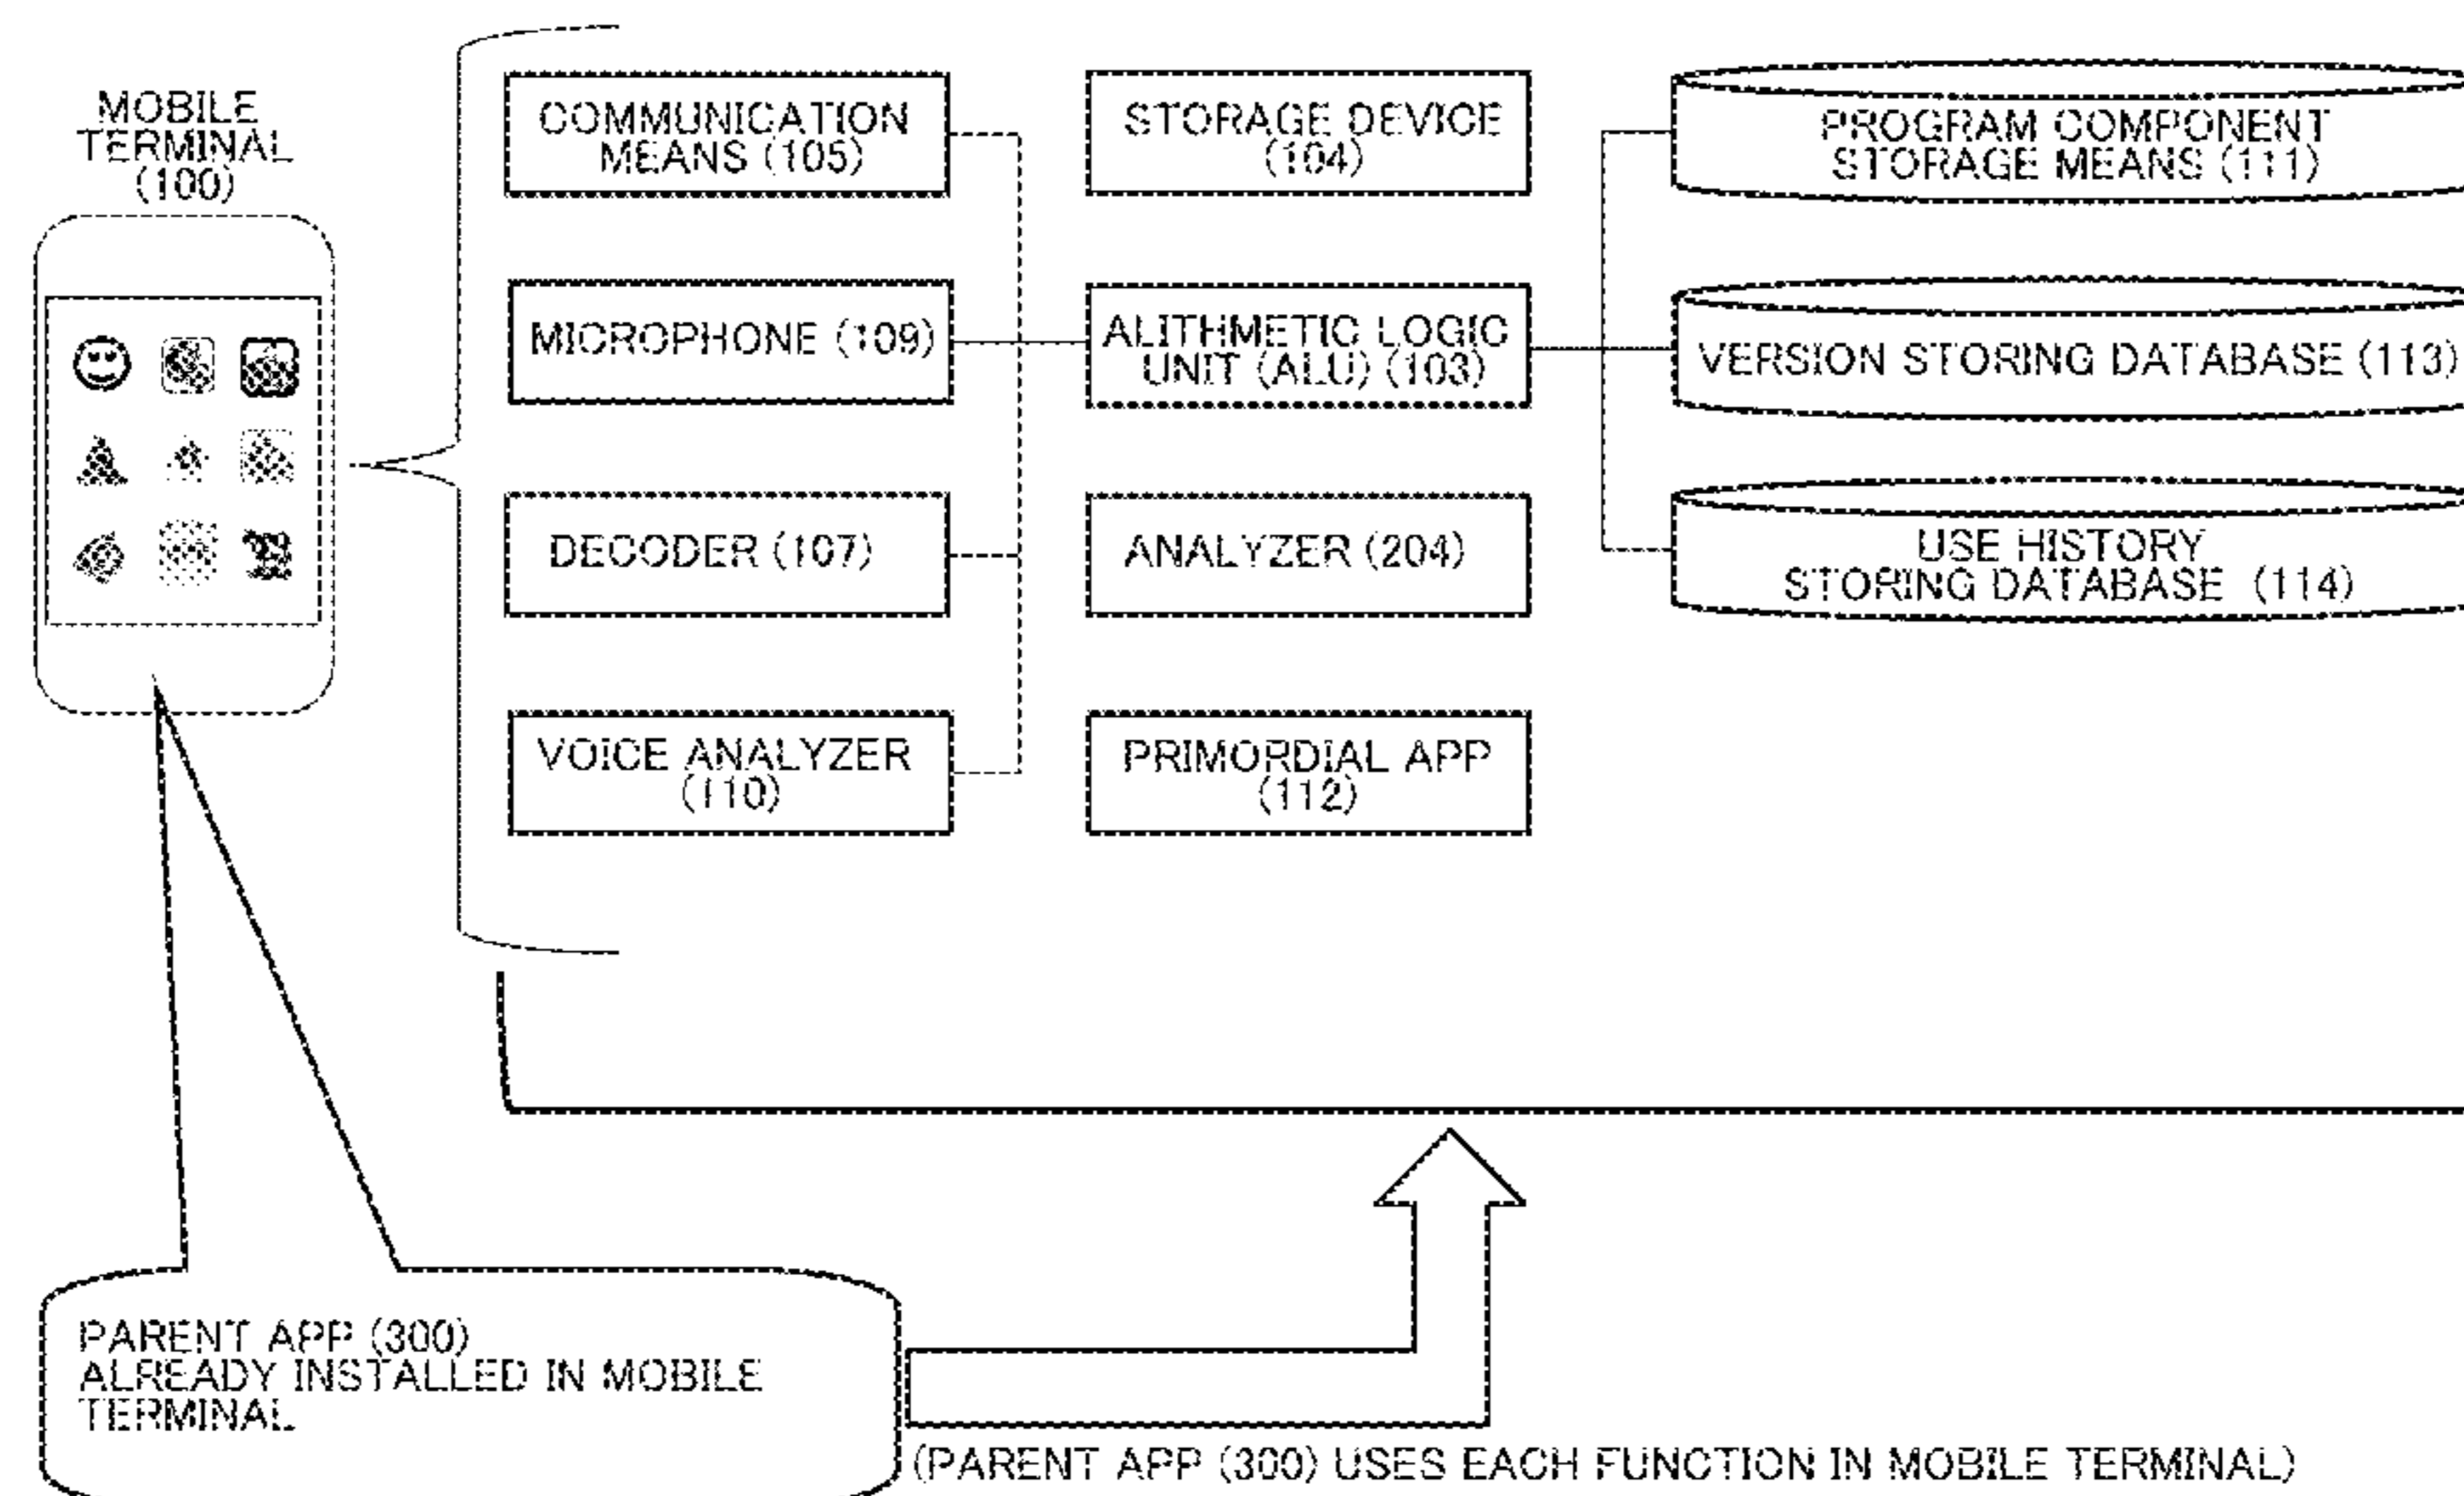 MOBILE
TERMINAL
(100)
COMMUNICATION
MEANS (105)
STORAGE DEVICE
(104)
PROGRAM COMPONENT
STORAGE MEANS (111)
MICROPHONE (109)
ALITHMETIC LOGIC
UNIT (ALU) (103)
VERSION STORING DATABASE (113)
DECODER (107)
ANALYZER (204)
USE HISTORY
STORING DATABASE (114)
VOICE ANALYZER
(110)
PRIMORDIAL APP
(112)
PARENT APP (300)
ALREADY INSTALLED IN MOBILE
TERMINAL
(PARENT APP (300) USES EACH FUNCTION IN MOBILE TERMINAL)